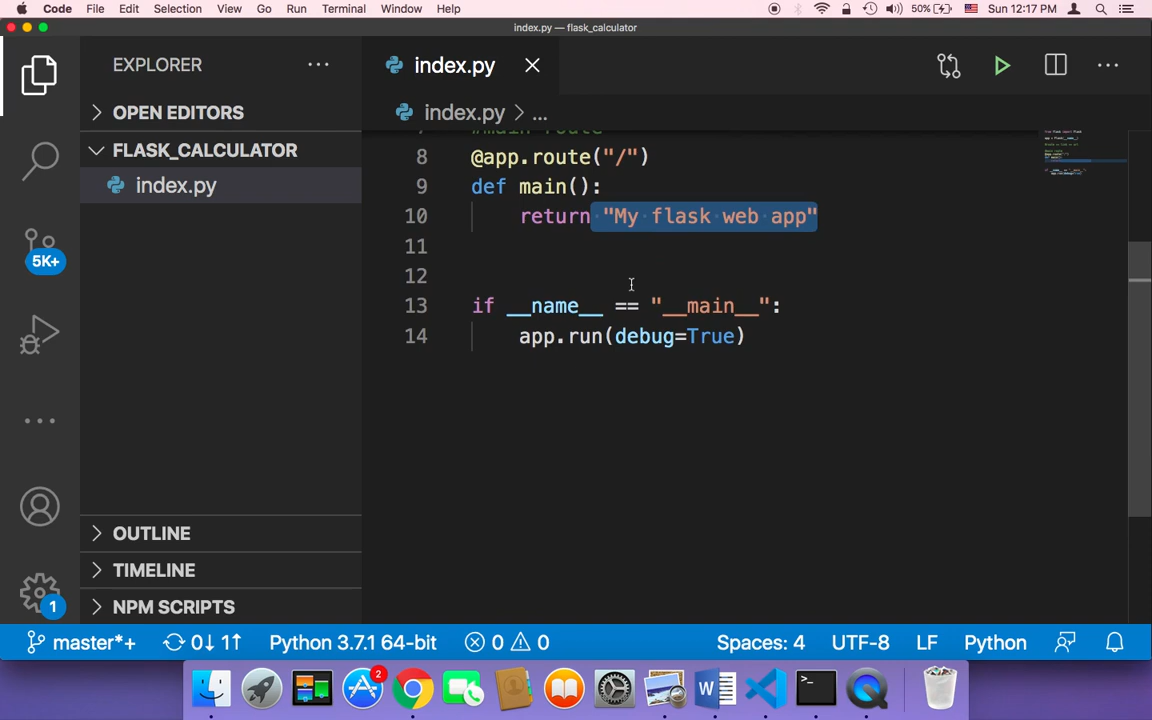 Code File Edit Selection View Go Run Terminal Window Help 50% Sun 12:17 PM
index.py — flask_calculator
EXPLORER
index.py
OPEN EDITORS
index.py > ...
FLASK_CALCULATOR
index.py
7 #main route
8 @app.route("/")
9 def main():
10 return "My flask web app"
11
12
13 if __name__ == "__main__":
14 app.run(debug=True)
5K+
OUTLINE
TIMELINE
NPM SCRIPTS
1
master*+ 0↓ 1↑ Python 3.7.1 64-bit 0 0 Spaces: 4 UTF-8 LF Python
2
W
>_